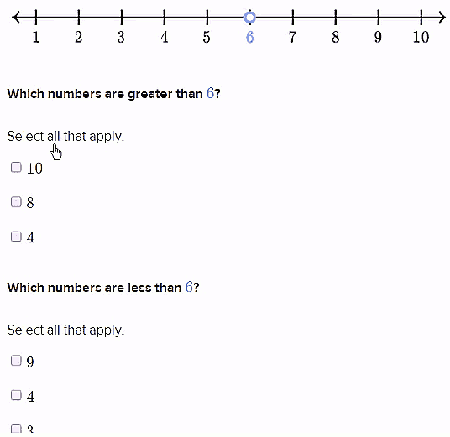 1 2 3 4 5 6 7 8 9 10
Which numbers are greater than 6?
Select all that apply.
10
8
4
Which numbers are less than 6?
Select all that apply.
9
4